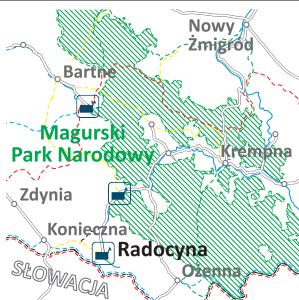 Nowy
Żmigród
Bartne
Magurski
Park Narodowy
Krempna
Zdynia
Konieczna
Radocyna
Ożenna
SŁOWACJA